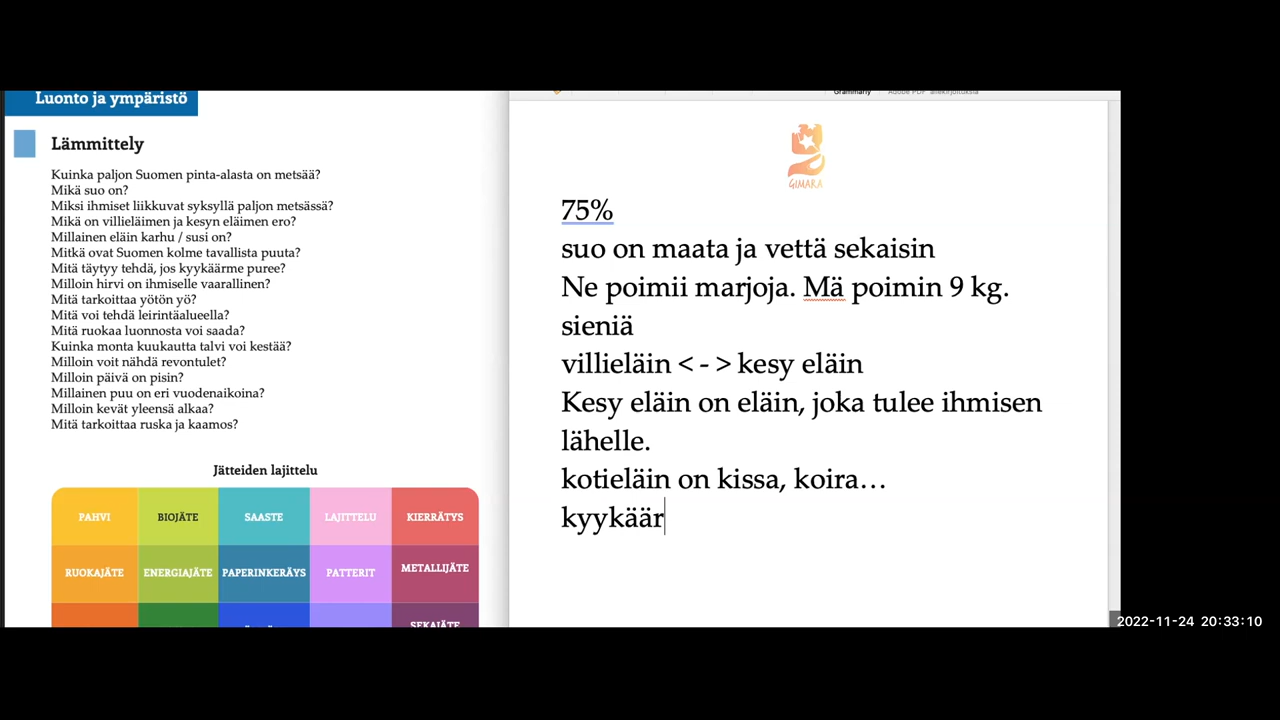 Luonto ja ympäristö
Lämmittely
Kuinka paljon Suomen pinta-alasta on metsää?
Mikä suo on?
Miksi ihmiset liikkuvat syksyllä paljon metsässä?
Mikä on villieläimen ja kesyn eläimen ero?
Millainen eläin karhu / susi on?
Mitkä ovat Suomen kolme tavallista puuta?
Mitä täytyy tehdä, jos kyykäärme puree?
Milloin hirvi on ihmiselle vaarallinen?
Mitä tarkoittaa yötön yö?
Mitä voi tehdä leirintäalueella?
Mitä ruokaa luonnosta voi saada?
Kuinka monta kuukautta talvi voi kestää?
Milloin voit nähdä revontulet?
Milloin päivä on pisin?
Millainen puu on eri vuodenaikoina?
Milloin kevät yleensä alkaa?
Mitä tarkoittaa ruska ja kaamos?
Jätteiden lajittelu
PAHVI BIOJÄTE SAASTE LAJITTELU KIERRÄTYS
RUOKAJÄTE ENERGIAJÄTE PAPERINKERÄYS PATTERIT METALLIJÄTE
SEKAJÄTE
Grammarly Adobe PDF allekirjoituksia
GIMARA
75%
suo on maata ja vettä sekaisin
Ne poimii marjoja. Mä poimin 9 kg.
sieniä
villieläin < - > kesy eläin
Kesy eläin on eläin, joka tulee ihmisen
lähelle.
kotieläin on kissa, koira…
kyykäär
2022-11-24 20:33:10